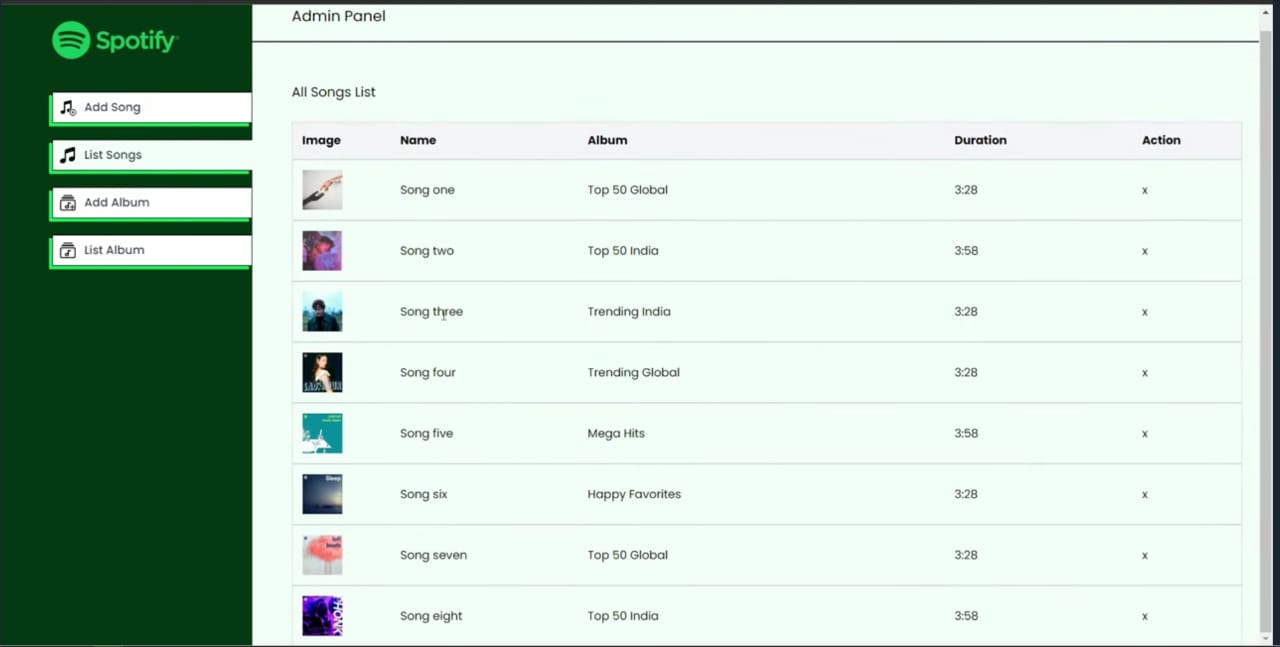 Spotify
Add Song
List Songs
Add Album
List Album
Admin Panel
All Songs List
Image Name Album Duration Action
Song one Top 50 Global 3:28 x
Song two Top 50 India 3:58 x
Song three Trending India 3:28 x
Song four Trending Global 3:28 x
Song five Mega Hits 3:58 x
Sleep
Song six Happy Favorites 3:28 x
Song seven Top 50 Global 3:28 x
Song eight Top 50 India 3:58 x